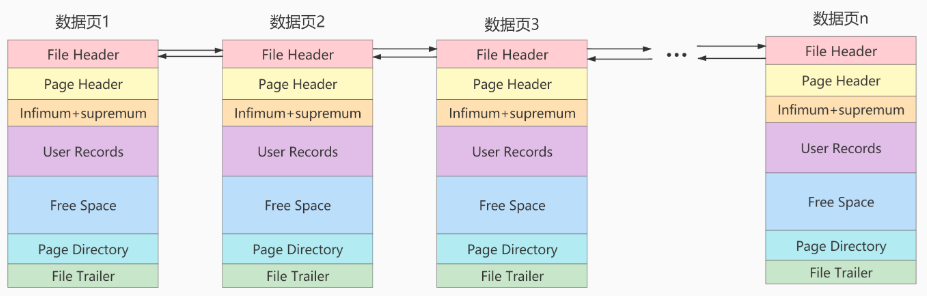 数据页1
File Header
Page Header
Infimum+supremum
User Records
Free Space
Page Directory
File Trailer
数据页2
File Header
Page Header
Infimum+supremum
User Records
Free Space
Page Directory
File Trailer
数据页3
File Header
Page Header
Infimum+supremum
User Records
Free Space
Page Directory
File Trailer
...
数据页n
File Header
Page Header
Infimum+supremum
User Records
Free Space
Page Directory
File Trailer